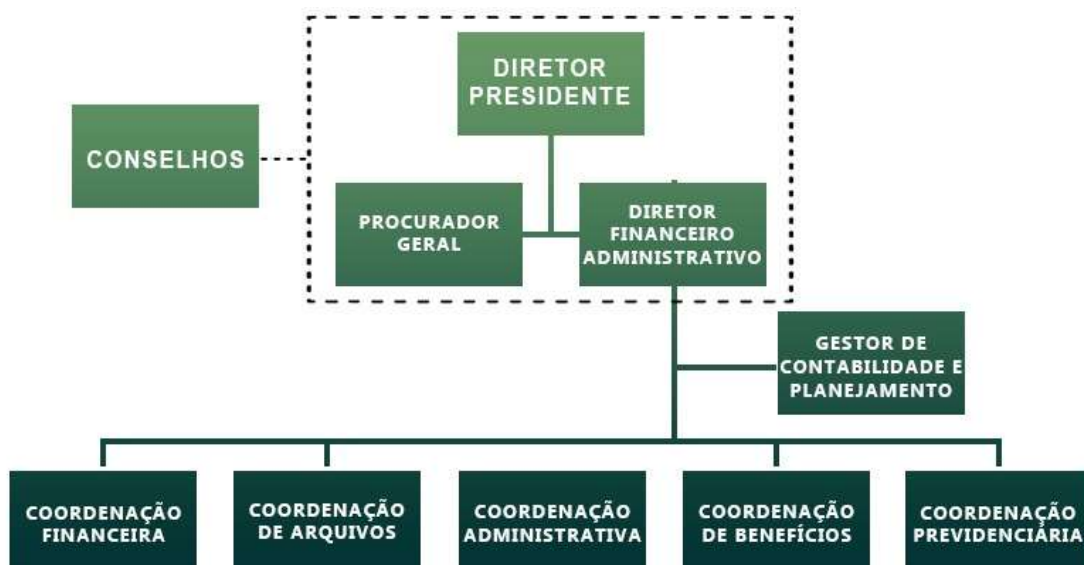 DIRETOR
PRESIDENTE
CONSELHOS
PROCURADOR
GERAL
DIRETOR
FINANCEIRO
ADMINISTRATIVO
GESTOR DE
CONTABILIDADE E
PLANEJAMENTO
COORDENAÇÃO
FINANCEIRA
COORDENAÇÃO
DE ARQUIVOS
COORDENAÇÃO
ADMINISTRATIVA
COORDENAÇÃO
DE BENEFÍCIOS
COORDENAÇÃO
PREVIDENCIÁRIA